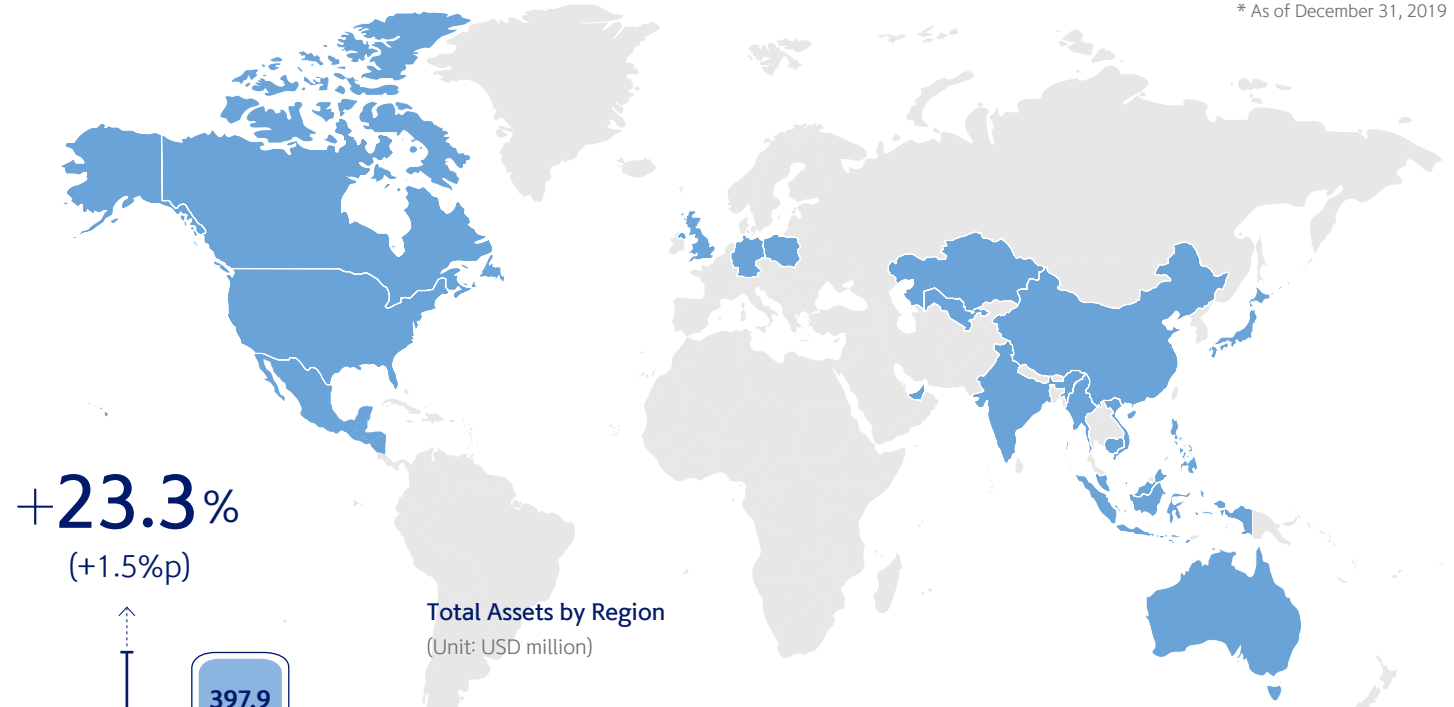 * As of December 31, 2019
+23.3%
(+1.5%p)
Total Assets by Region
(Unit: USD million)
397.9